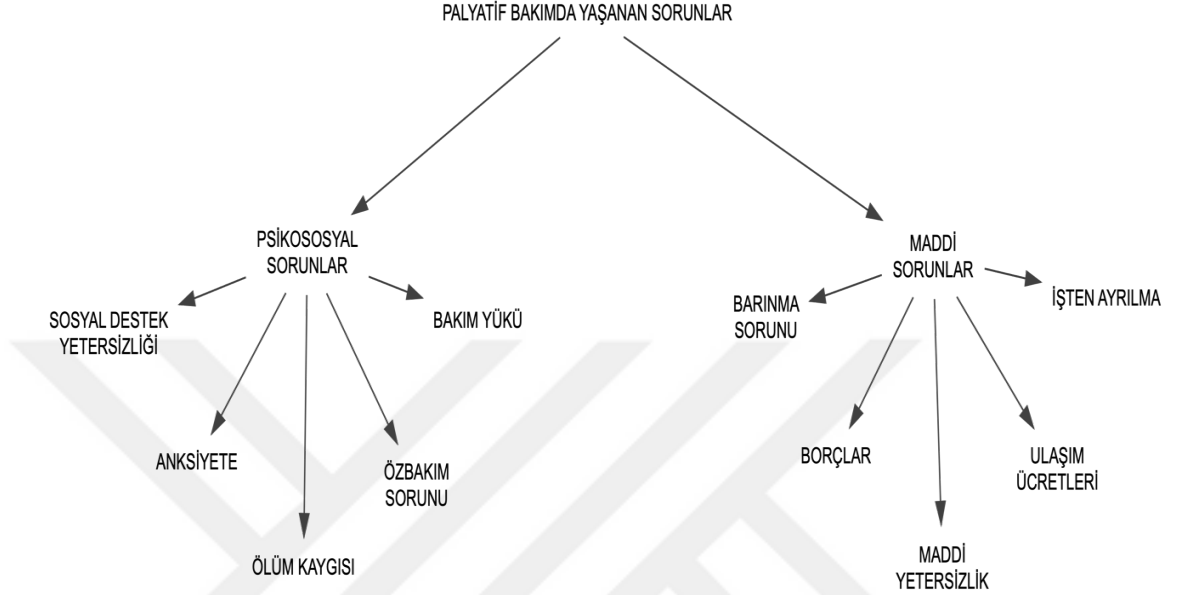 PALYATİF BAKIMDA YAŞANAN SORUNLAR
PSİKOSOSYAL
SORUNLAR
MADDİ
SORUNLAR
SOSYAL DESTEK
YETERSİZLİĞİ
BAKIM YÜKÜ
BARINMA
SORUNU
İŞTEN AYRILMA
ANKSİYETE
ÖZBAKIM
SORUNU
BORÇLAR
ULAŞIM
ÜCRETLERİ
ÖLÜM KAYGISI
MADDİ
YETERSİZLİK